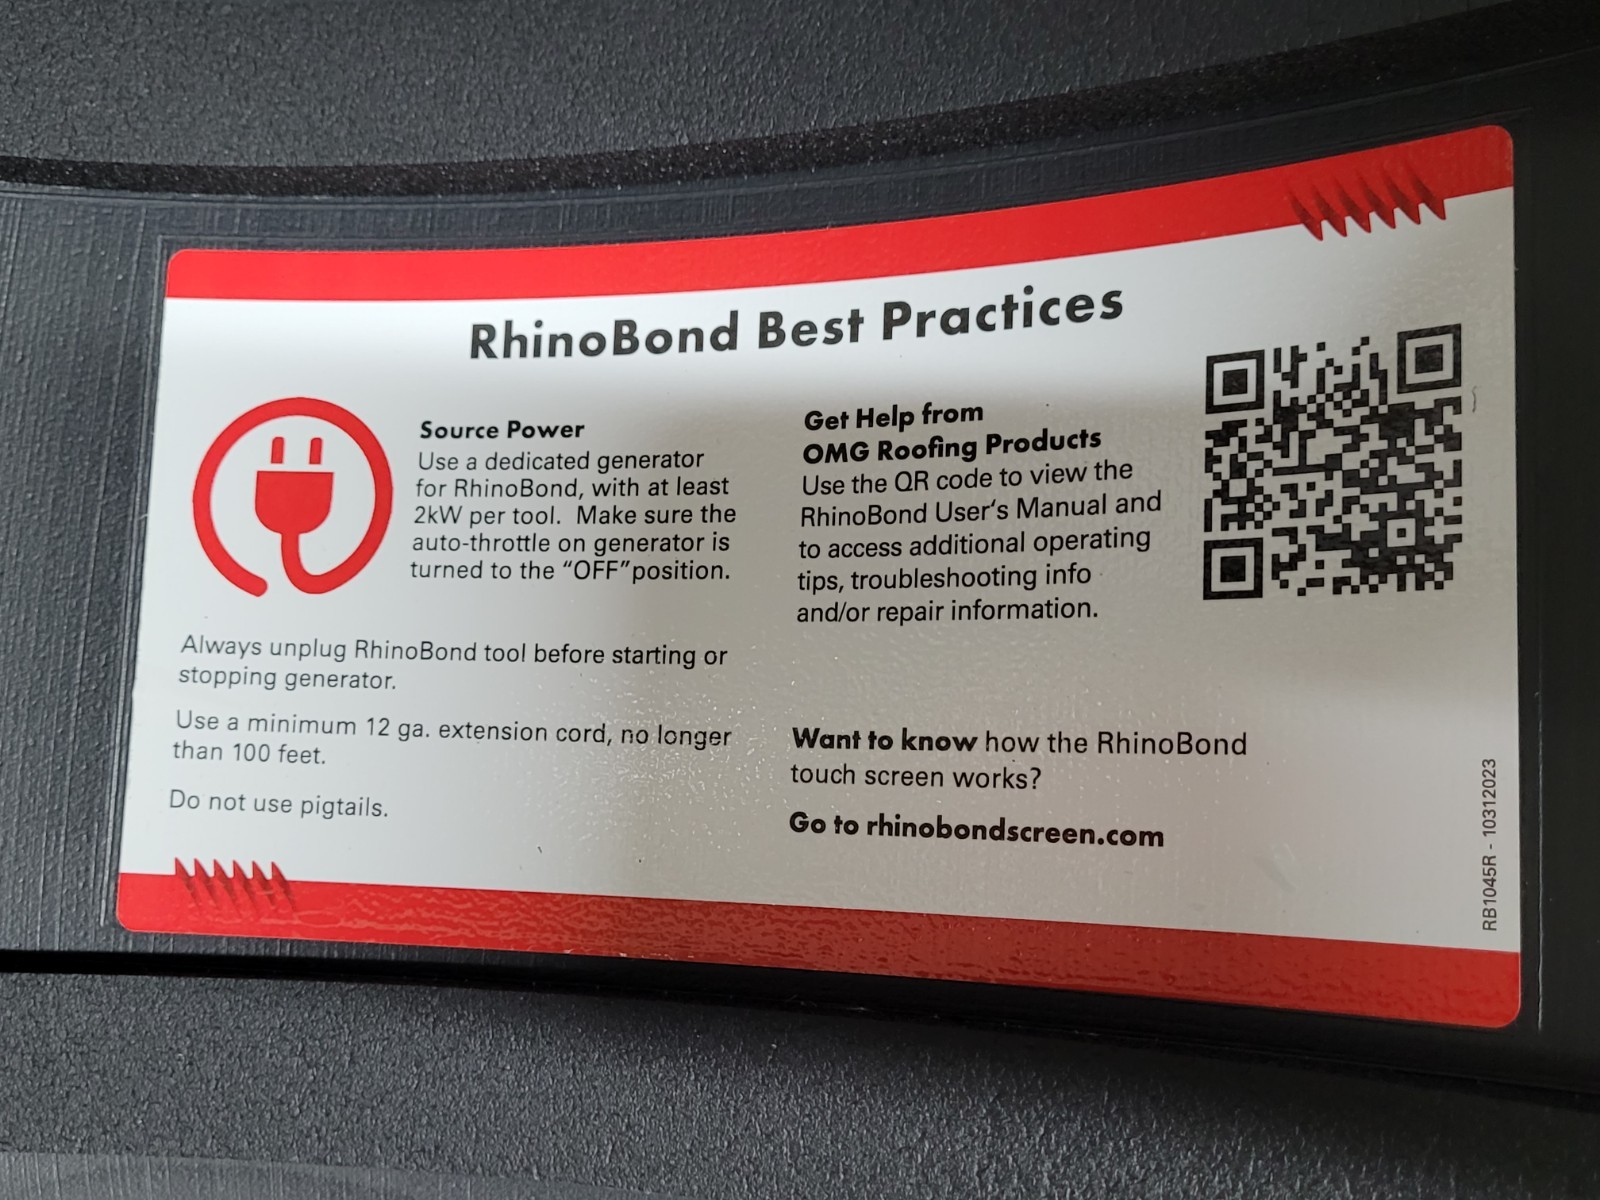 RhinoBond Best Practices
Source Power
Use a dedicated generator
for RhinoBond, with at least
2kW per tool. Make sure the
auto-throttle on generator is
turned to the “OFF”position.
Always unplug RhinoBond tool before starting or
stopping generator.
Use a minimum 12 ga. extension cord, no longer
than 100 feet.
Do not use pigtails.
Get Help from
OMG Roofing Products
Use the QR code to view the
RhinoBond User's Manual and
to access additional operating
tips, troubleshooting info
and/or repair information.
Want to know how the RhinoBond
touch screen works?
Go to rhinobondscreen.com
RB1045R - 10312023